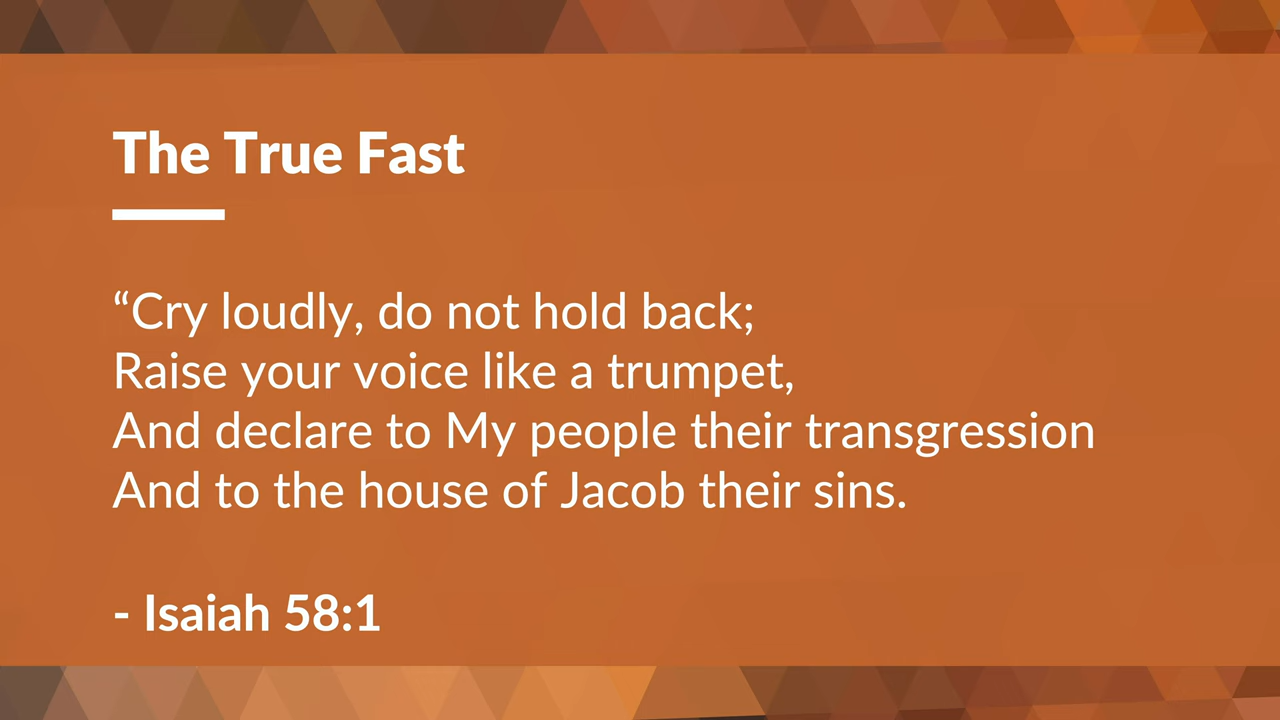 The True Fast
“Cry loudly, do not hold back;
Raise your voice like a trumpet,
And declare to My people their transgression
And to the house of Jacob their sins.
- Isaiah 58:1